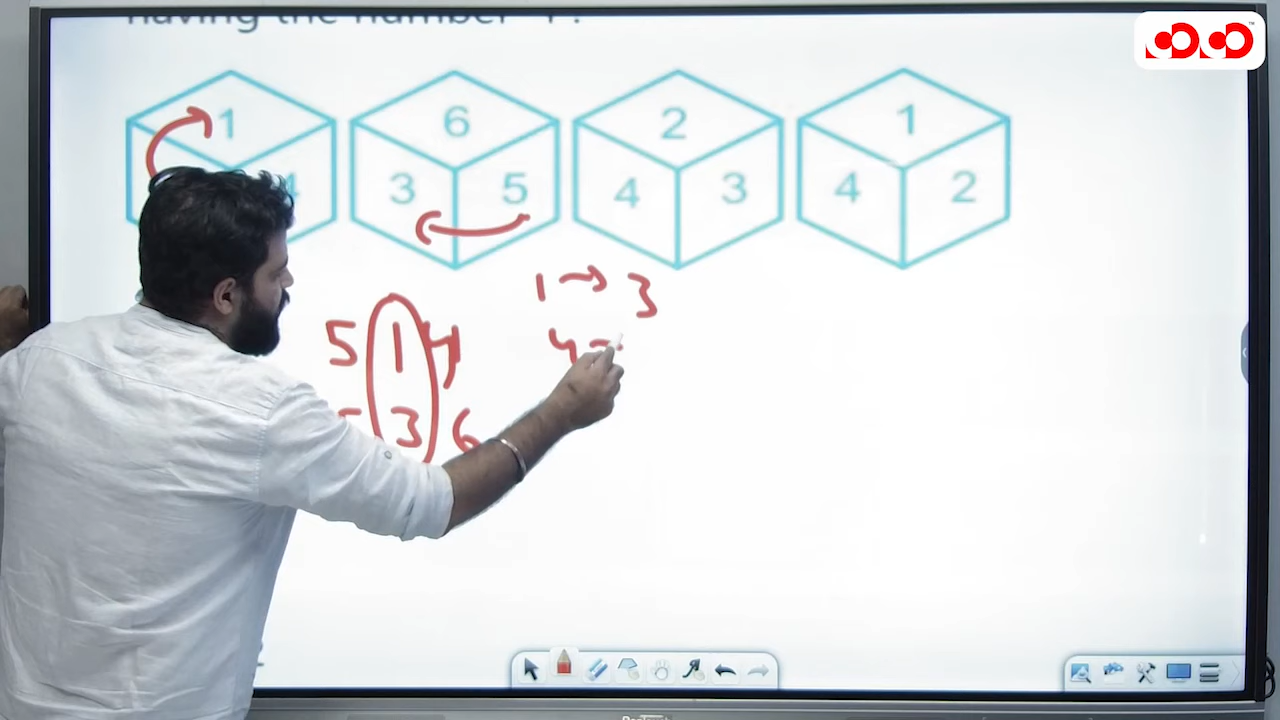 having the number
1 6 2 1
4 3 5 4 3 4 2
1 → 3
5 1 4
4 →
3 6